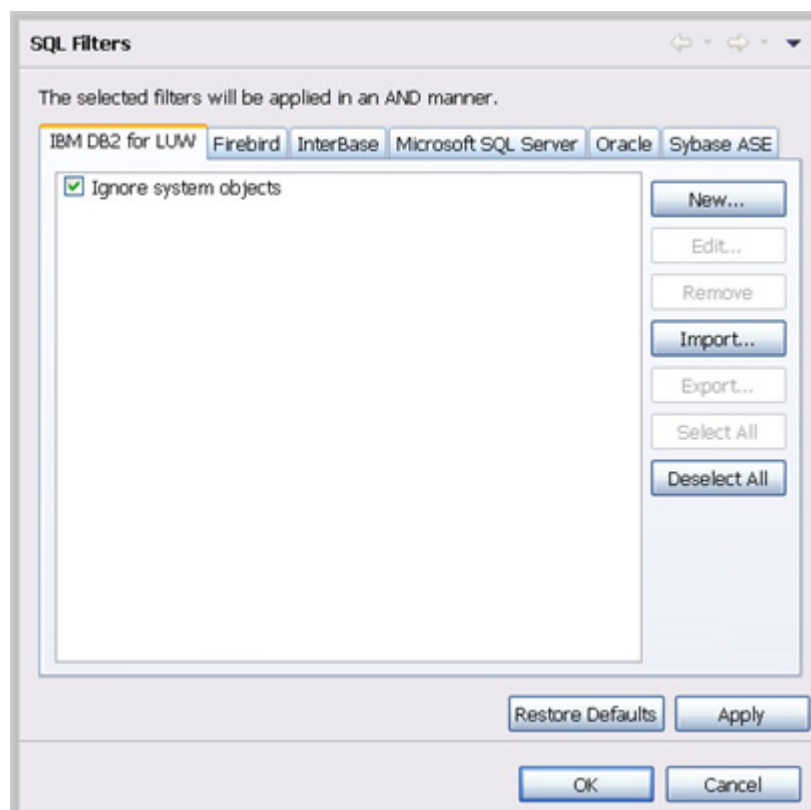 SQL Filters
The selected filters will be applied in an AND manner.
IBM DB2 for LUW Firebird InterBase Microsoft SQL Server Oracle Sybase ASE
Ignore system objects
New...
Edit...
Remove
Import...
Export...
Select All
Deselect All
Restore Defaults Apply
OK Cancel